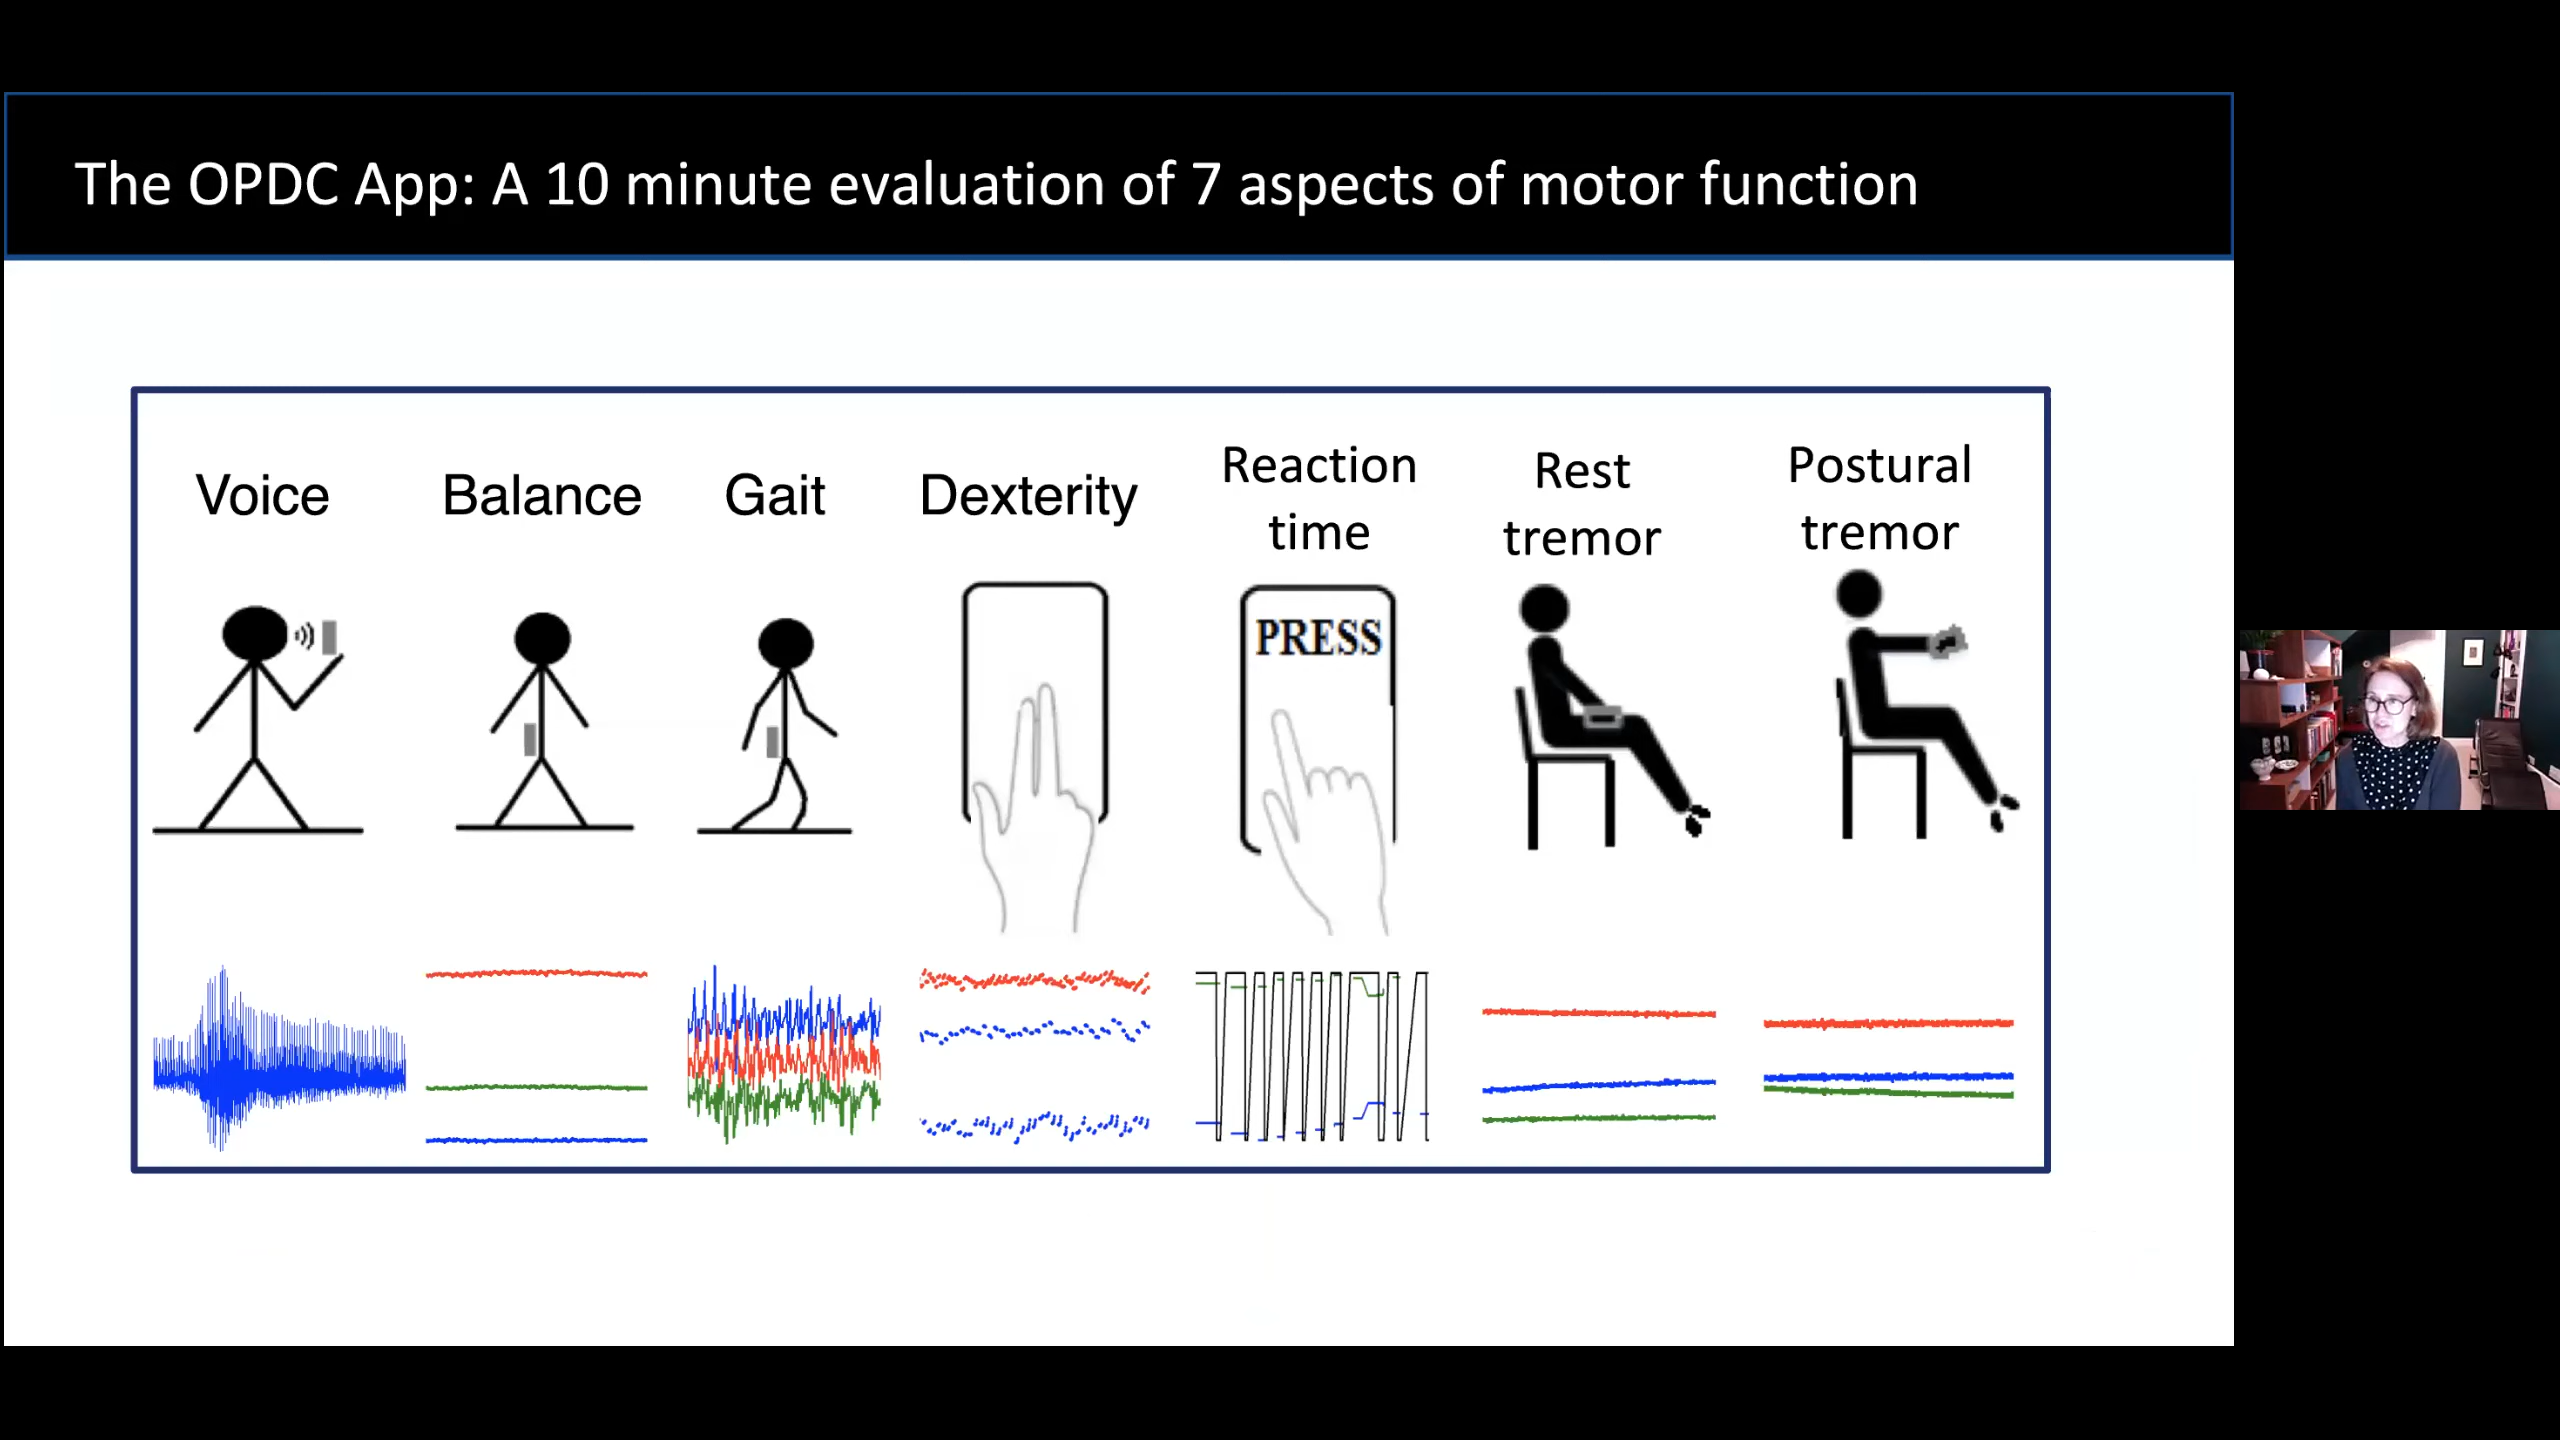 The OPDC App: A 10 minute evaluation of 7 aspects of motor function
Voice
Balance
Gait
Dexterity
Reaction
time
Rest
tremor
Postural
tremor
PRESS